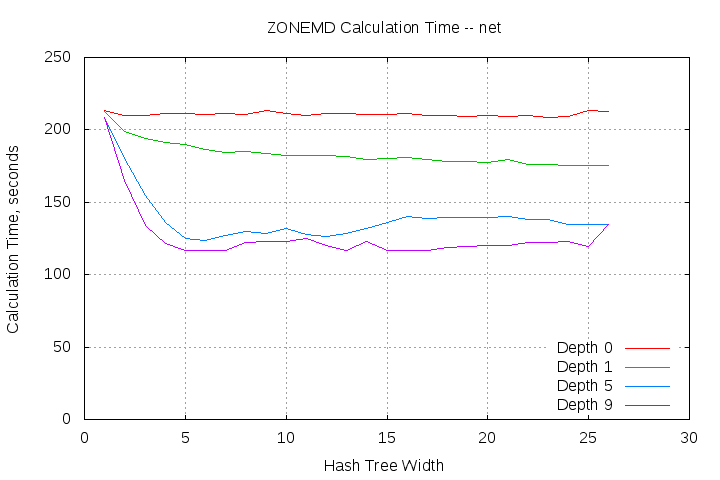 ZONEMD Calculation Time -- net
250
200
150
100
50
0
Calculation Time, seconds
Depth 0
Depth 1
Depth 5
Depth 9
0 5 10 15 20 25 30
Hash Tree Width